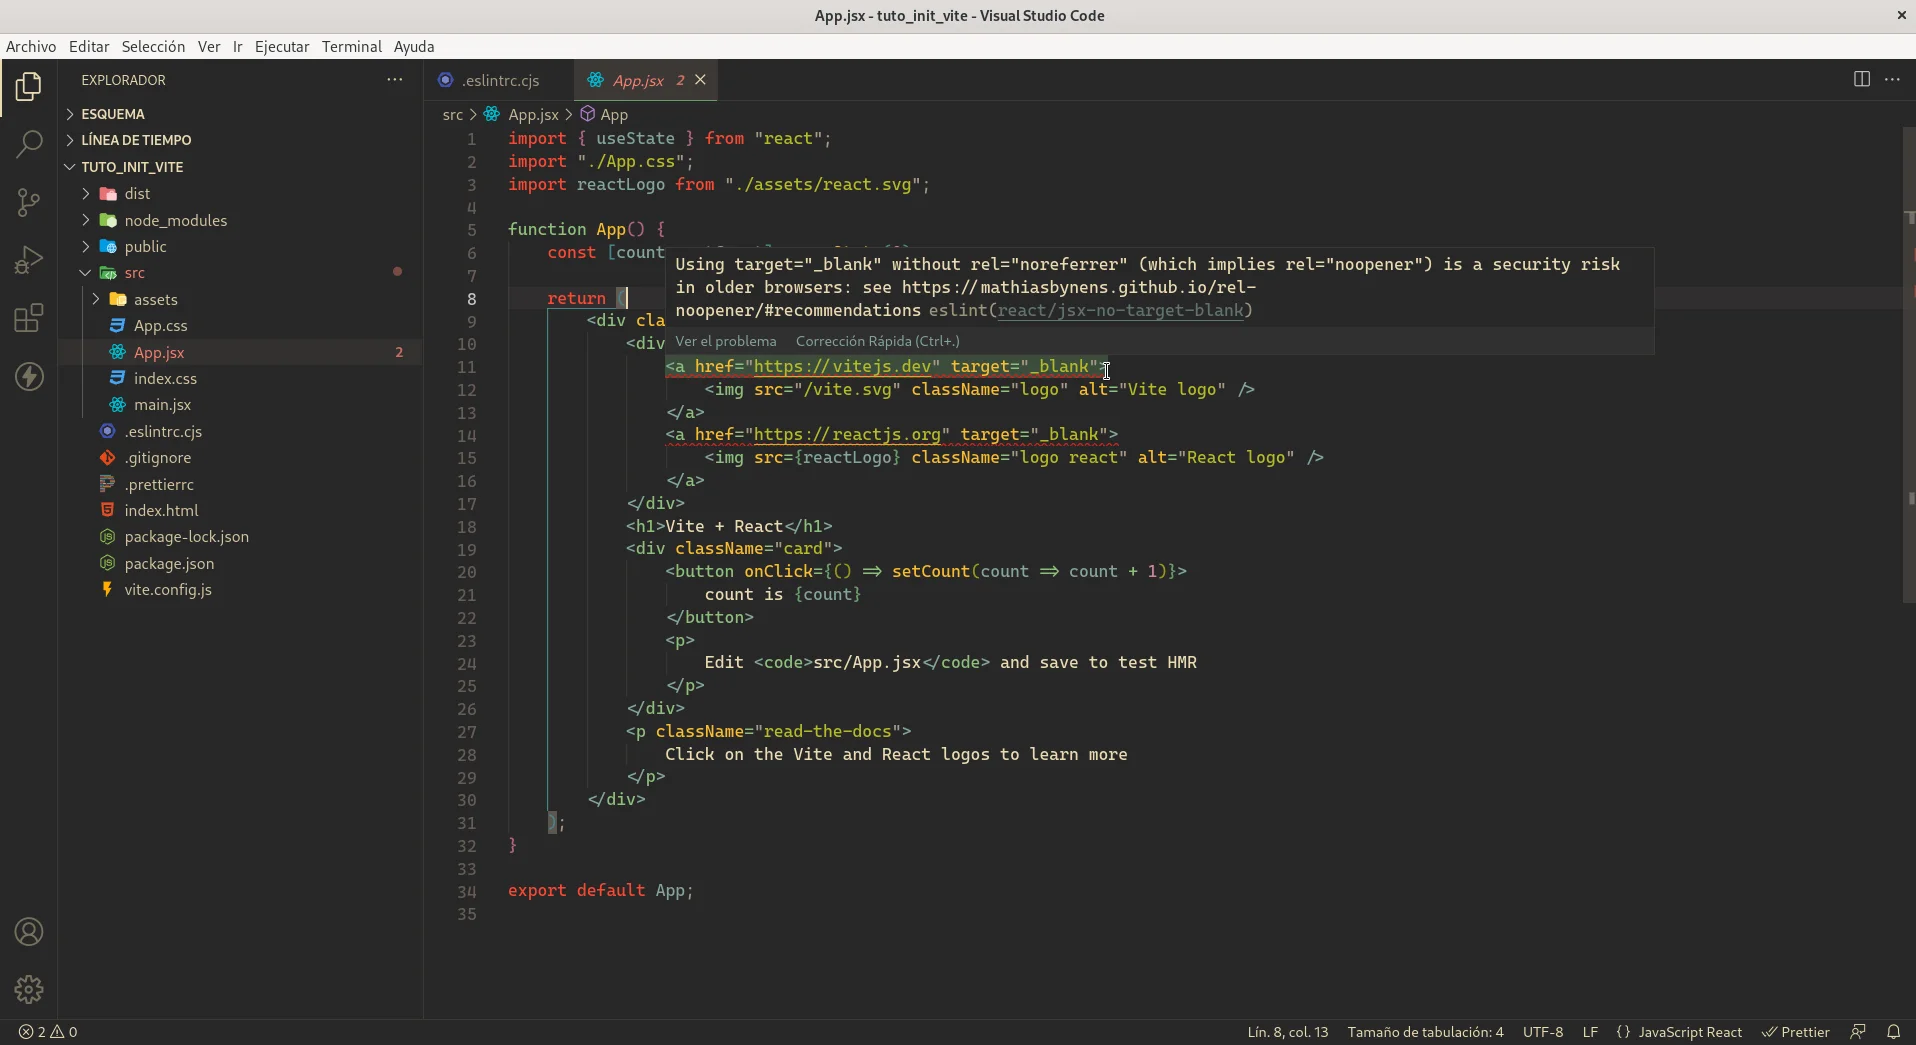 App.jsx - tuto_init_vite - Visual Studio Code
Archivo Editar Selección Ver Ir Ejecutar Terminal Ayuda
EXPLORADOR
ESQUEMA
LÍNEA DE TIEMPO
TUTO_INIT_VITE
dist
node_modules
public
src
assets
App.css
App.jsx 2
index.css
main.jsx
.eslintrc.cjs
.gitignore
.prettierrc
index.html
package-lock.json
package.json
vite.config.js
.eslintrc.cjs App.jsx 2
src > App.jsx > App
1 import { useState } from "react";
2 import "./App.css";
3 import reactLogo from "./assets/react.svg";
4
5 function App() {
6 const [count
Using target="_blank" without rel="noreferrer" (which implies rel="noopener") is a security risk
in older browsers: see https://mathiasbynens.github.io/rel-
noopener/#recommendations eslint(react/jsx-no-target-blank)
Ver el problema Corrección Rápida (Ctrl+.)
7
8 return (
9 <div cla
10 <div
11 <a href="https://vitejs.dev" target="_blank">
12 <img src="/vite.svg" className="logo" alt="Vite logo" />
13 </a>
14 <a href="https://reactjs.org" target="_blank">
15 <img src={reactLogo} className="logo react" alt="React logo" />
16 </a>
17 </div>
18 <h1>Vite + React</h1>
19 <div className="card">
20 <button onClick={() => setCount(count => count + 1)}>
21 count is {count}
22 </button>
23 <p>
24 Edit <code>src/App.jsx</code> and save to test HMR
25 </p>
26 </div>
27 <p className="read-the-docs">
28 Click on the Vite and React logos to learn more
29 </p>
30 </div>
31 );
32 }
33
34 export default App;
35
2 0 Lín. 8, col. 13 Tamaño de tabulación: 4 UTF-8 LF {} JavaScript React Prettier